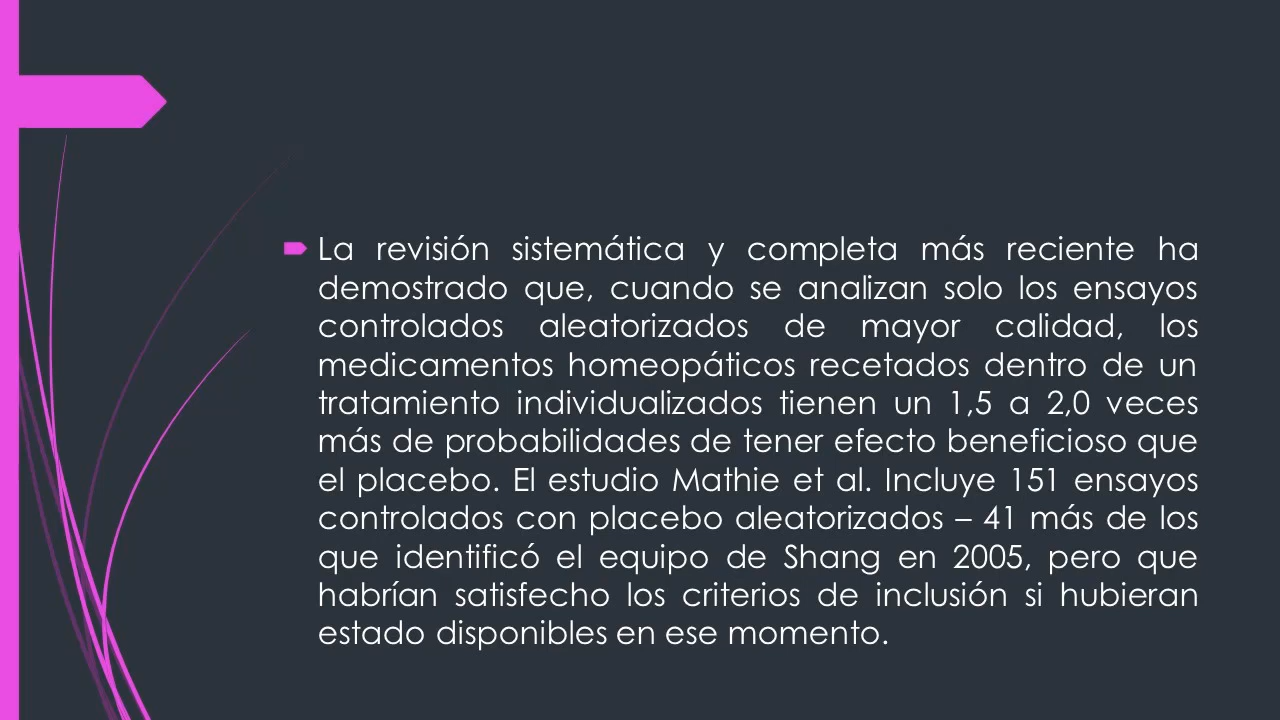 La revisión sistemática y completa más reciente ha
demostrado que, cuando se analizan solo los ensayos
controlados aleatorizados de mayor calidad, los
medicamentos homeopáticos recetados dentro de un
tratamiento individualizados tienen un 1,5 a 2,0 veces
más de probabilidades de tener efecto beneficioso que
el placebo. El estudio Mathie et al. Incluye 151 ensayos
controlados con placebo aleatorizados – 41 más de los
que identificó el equipo de Shang en 2005, pero que
habrían satisfecho los criterios de inclusión si hubieran
estado disponibles en ese momento.